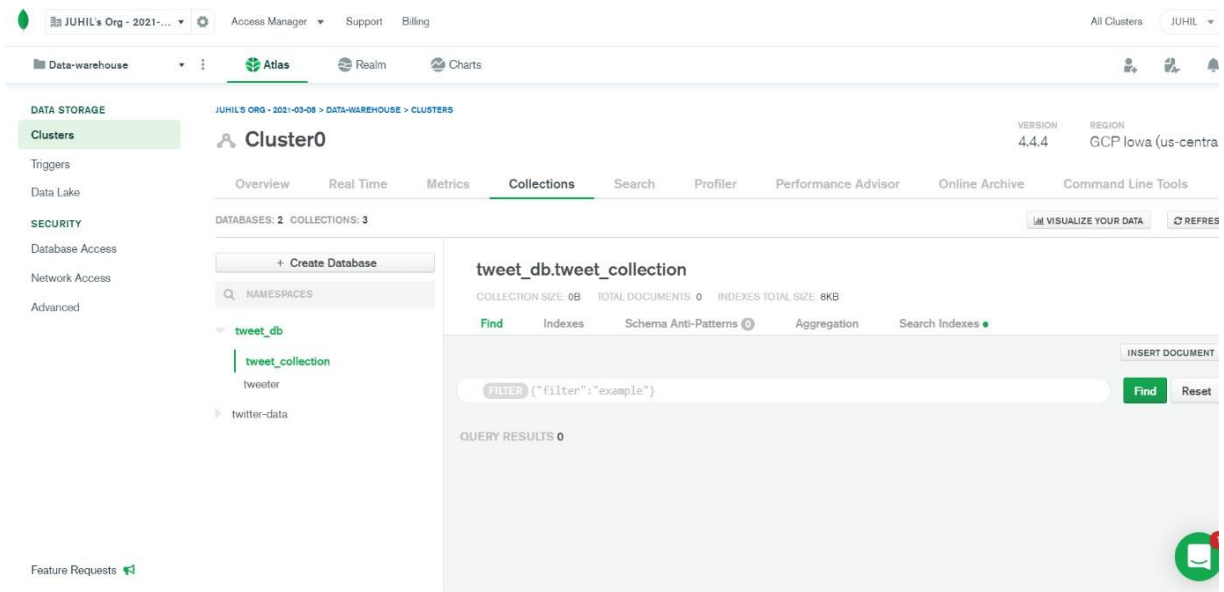 JUHIL's Org - 2021-... Access Manager Support Billing All Clusters JUHIL
Data-warehouse Atlas Realm Charts
DATA STORAGE
Clusters
Triggers
Data Lake
SECURITY
Database Access
Network Access
Advanced
Feature Requests
JUHIL'S ORG - 2021-03-08 > DATA-WAREHOUSE > CLUSTERS
Cluster0
VERSION REGION
4.4.4 GCP Iowa (us-centra
Overview Real Time Metrics Collections Search Profiler Performance Advisor Online Archive Command Line Tools
DATABASES: 2 COLLECTIONS: 3
VISUALIZE YOUR DATA REFRES
+ Create Database
NAMESPACES
tweet_db
tweet_collection
tweeter
twitter-data
tweet_db.tweet_collection
COLLECTION SIZE: 0B TOTAL DOCUMENTS: 0 INDEXES TOTAL SIZE: 8KB
Find Indexes Schema Anti-Patterns 0 Aggregation Search Indexes
INSERT DOCUMENT
FILTER {"filter":"example"} Find Reset
QUERY RESULTS 0